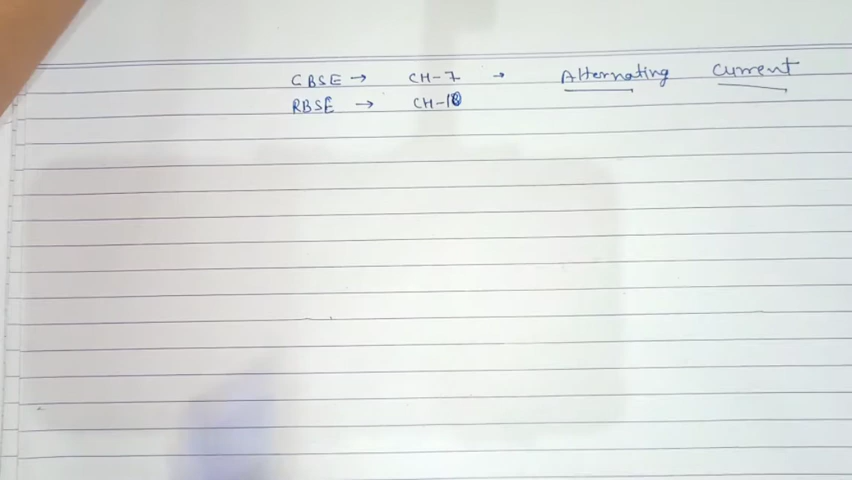 CBSE → CH-7 → Alternating Current
RBSE → CH-10